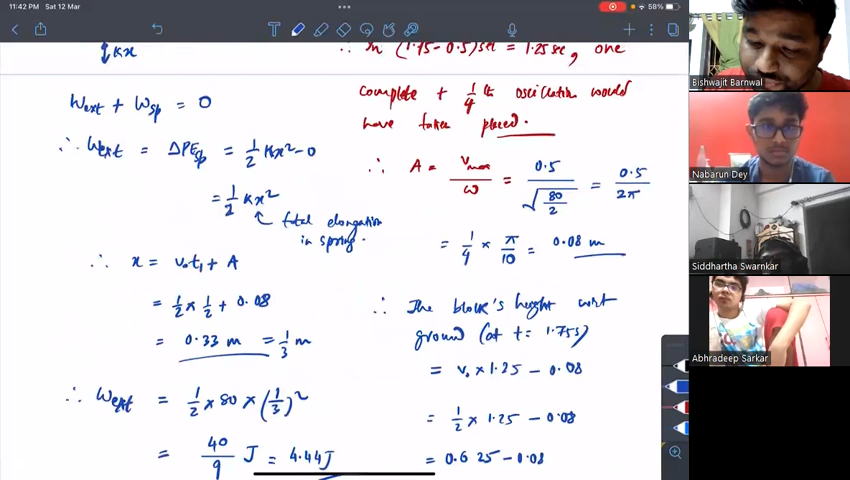 11:42 PM Sat 12 Mar
58%
Kx
∴ In (1.75-0.5) sec = 1.25 sec, one
complete + 1/4 th oscillation would
have taken placed.
∴ A = vmax/ω = 0.5/√(80/2) = 0.5/2π
= 1/4 × π/10 = 0.08 m
∴ The block's height wrt
ground (at t = 1.75s)
= v₀ × 1.25 - 0.08
= 1/2 × 1.25 - 0.08
= 0.625 - 0.08
Wext + Wsp = 0
∴ Wext = ΔPEsp = 1/2 Kx² - 0
= 1/2 Kx²
total elongation
in spring.
∴ x = v₀t₁ + A
= 1/2 × 1/2 + 0.08
= 0.33 m = 1/3 m
∴ Wext = 1/2 × 80 × (1/3)²
= 40/9 J = 4.44J
Bishwajit Barnwal
Nabarun Dey
Siddhartha Swarnkar
Abhradeep Sarkar